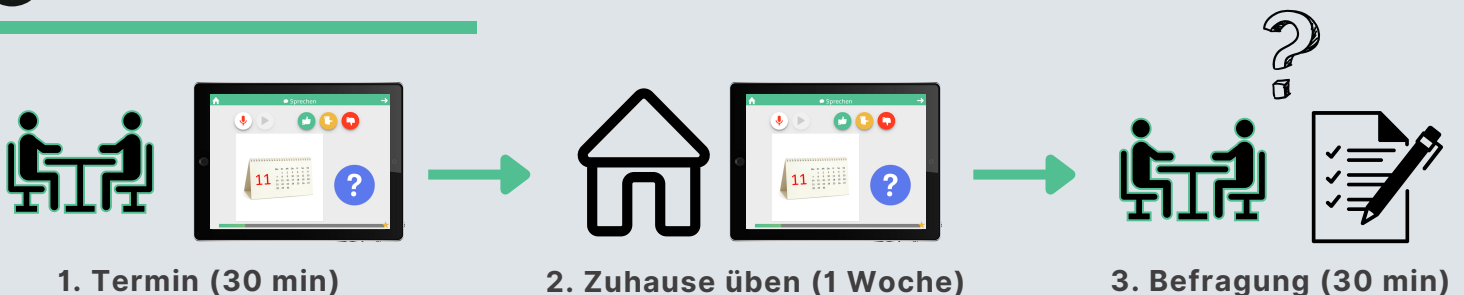 Sprechen
11
?
Sprechen
11
?
?
1. Termin (30 min)
2. Zuhause üben (1 Woche)
3. Befragung (30 min)